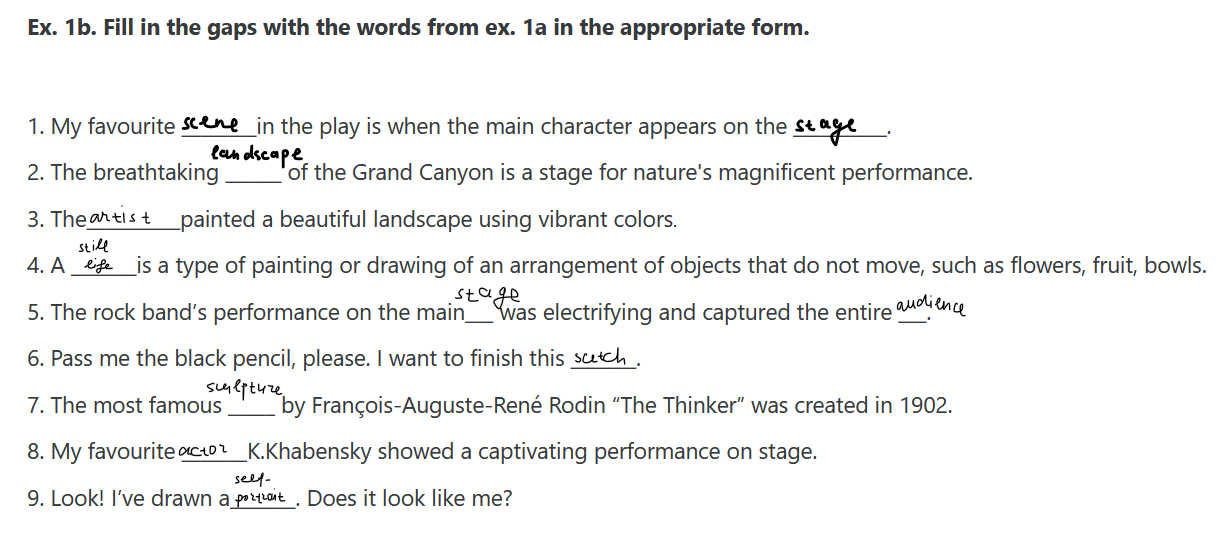 Ex. 1b. Fill in the gaps with the words from ex. 1a in the appropriate form.
1. My favourite scene in the play is when the main character appears on the stage.
2. The breathtaking landscape of the Grand Canyon is a stage for nature's magnificent performance.
3. The artist painted a beautiful landscape using vibrant colors.
4. A still life is a type of painting or drawing of an arrangement of objects that do not move, such as flowers, fruit, bowls.
5. The rock band’s performance on the main stage was electrifying and captured the entire audience.
6. Pass me the black pencil, please. I want to finish this scetch.
7. The most famous sculpture by François-Auguste-René Rodin “The Thinker” was created in 1902.
8. My favourite actor K.Khabensky showed a captivating performance on stage.
9. Look! I’ve drawn a self-portrait. Does it look like me?